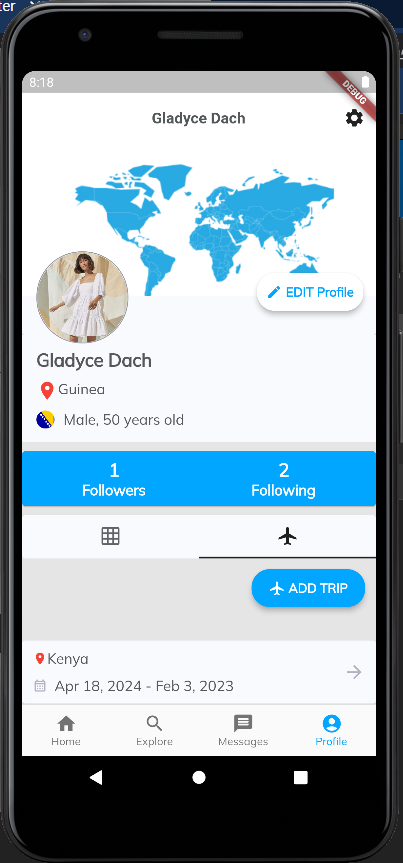 ter
8:18
DEBUG
Gladyce Dach
EDIT Profile
Gladyce Dach
Guinea
Male, 50 years old
1
Followers
2
Following
ADD TRIP
Kenya
Apr 18, 2024 - Feb 3, 2023
Home
Explore
Messages
Profile